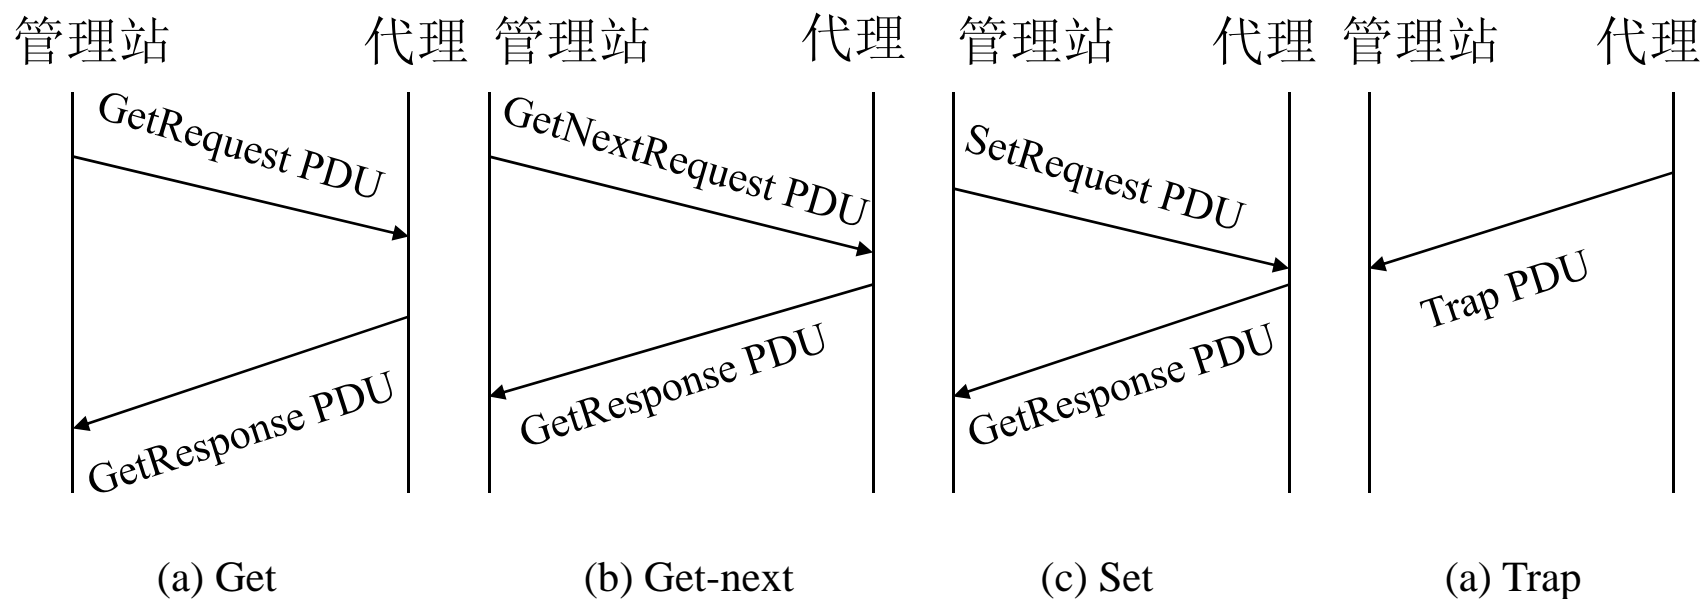 管理站 代理 管理站 代理 管理站 代理 管理站 代理
GetRequest PDU
GetResponse PDU
GetNextRequest PDU
GetResponse PDU
SetRequest PDU
GetResponse PDU
Trap PDU
(a) Get (b) Get-next (c) Set (a) Trap